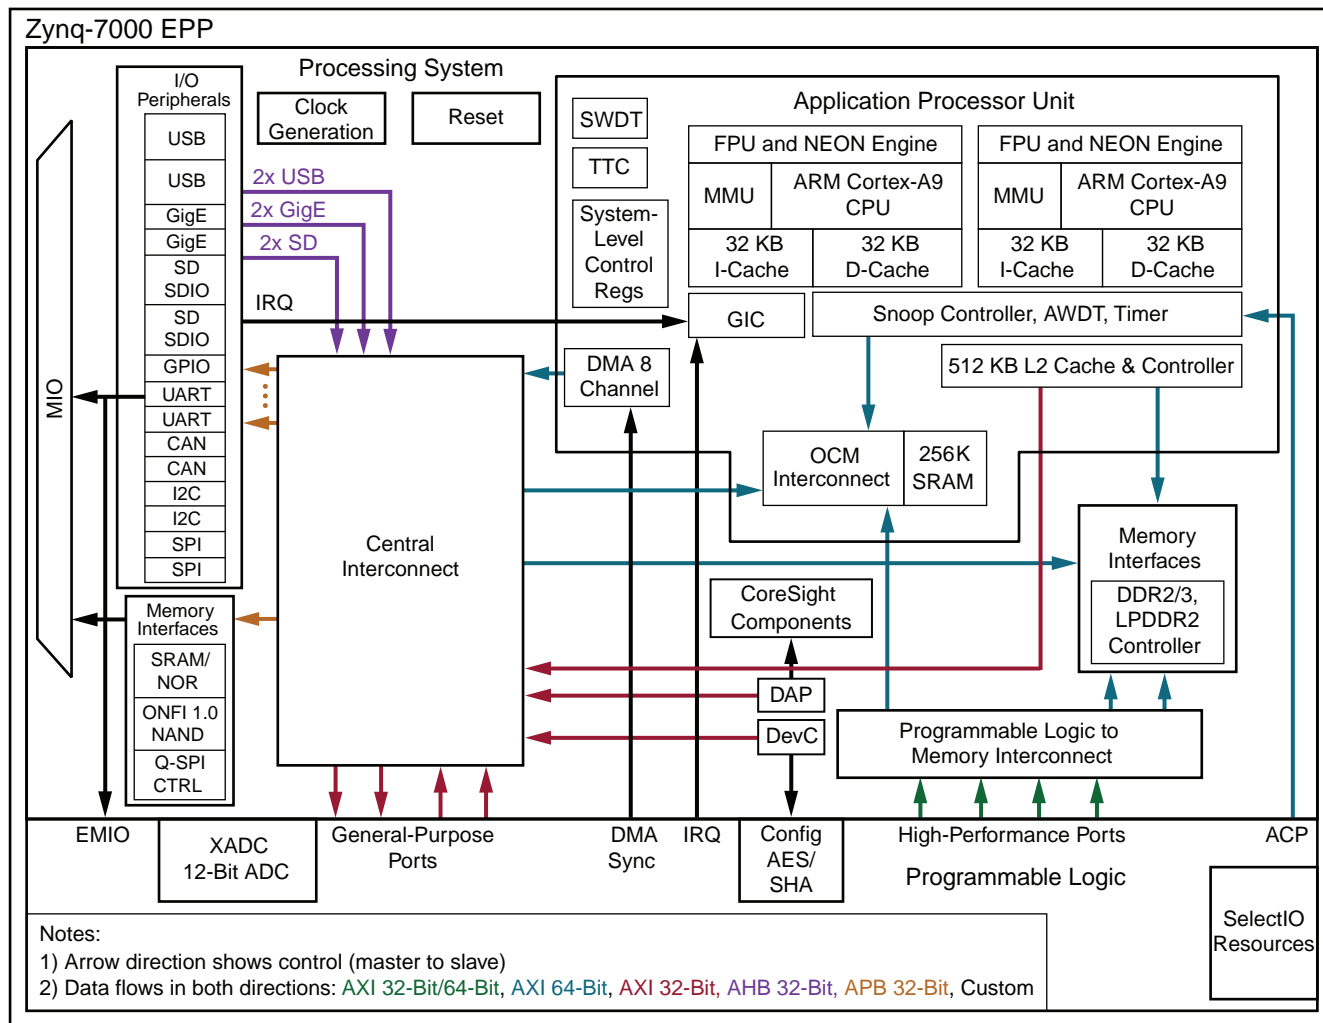 Zynq-7000 EPP
Processing System
I/O
Peripherals
USB
USB
GigE
GigE
SD
SDIO
SD
SDIO
GPIO
UART
UART
CAN
CAN
I2C
I2C
SPI
SPI
MIO
Clock
Generation
Reset
2x USB
2x GigE
2x SD
IRQ
Application Processor Unit
SWDT
TTC
System-
Level
Control
Regs
FPU and NEON Engine
MMU
ARM Cortex-A9
CPU
32 KB
I-Cache
32 KB
D-Cache
FPU and NEON Engine
MMU
ARM Cortex-A9
CPU
32 KB
I-Cache
32 KB
D-Cache
GIC
Snoop Controller, AWDT, Timer
DMA 8
Channel
512 KB L2 Cache & Controller
OCM
Interconnect
256K
SRAM
Central
Interconnect
Memory
Interfaces
DDR2/3,
LPDDR2
Controller
CoreSight
Components
DAP
DevC
Programmable Logic to
Memory Interconnect
Memory
Interfaces
SRAM/
NOR
ONFI 1.0
NAND
Q-SPI
CTRL
EMIO
XADC
12-Bit ADC
General-Purpose
Ports
DMA
Sync
IRQ
Config
AES/
SHA
High-Performance Ports
ACP
Programmable Logic
SelectIO
Resources
Notes:
1) Arrow direction shows control (master to slave)
2) Data flows in both directions: AXI 32-Bit/64-Bit, AXI 64-Bit, AXI 32-Bit, AHB 32-Bit, APB 32-Bit, Custom